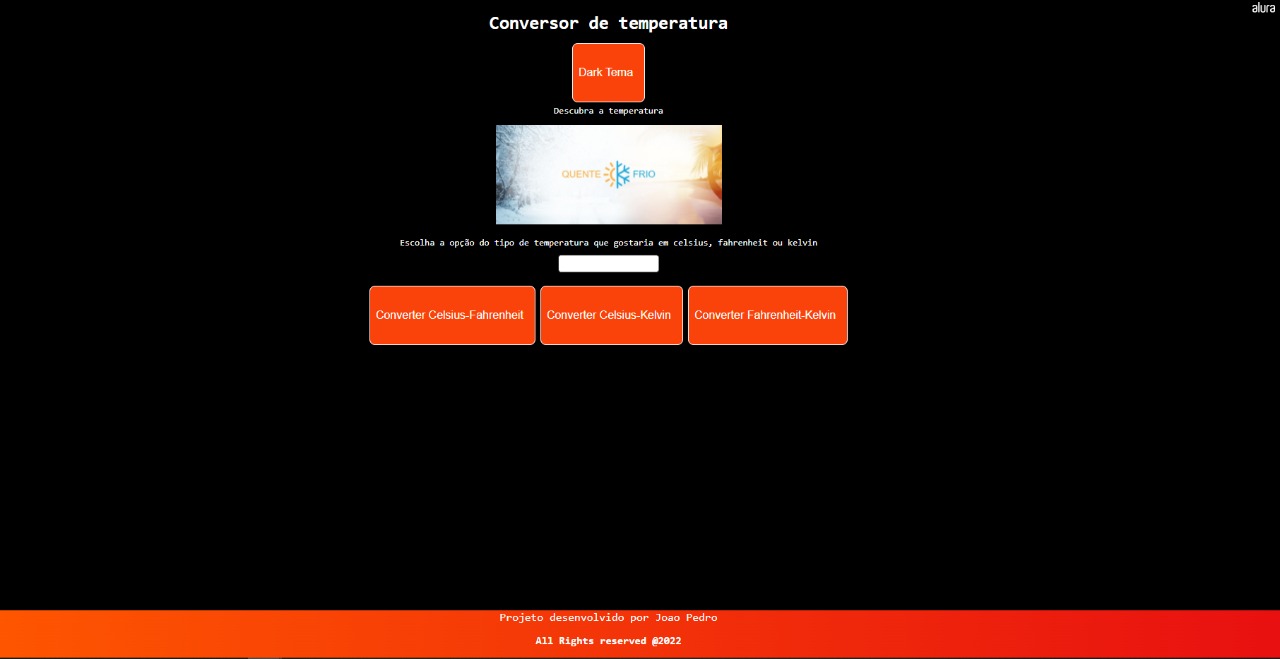 alura
Conversor de temperatura
Dark Tema
Descubra a temperatura
QUENTE FRIO
Escolha a opção do tipo de temperatura que gostaria em celsius, fahrenheit ou kelvin
Converter Celsius-Fahrenheit Converter Celsius-Kelvin Converter Fahrenheit-Kelvin
Projeto desenvolvido por Joao Pedro
All Rights reserved @2022